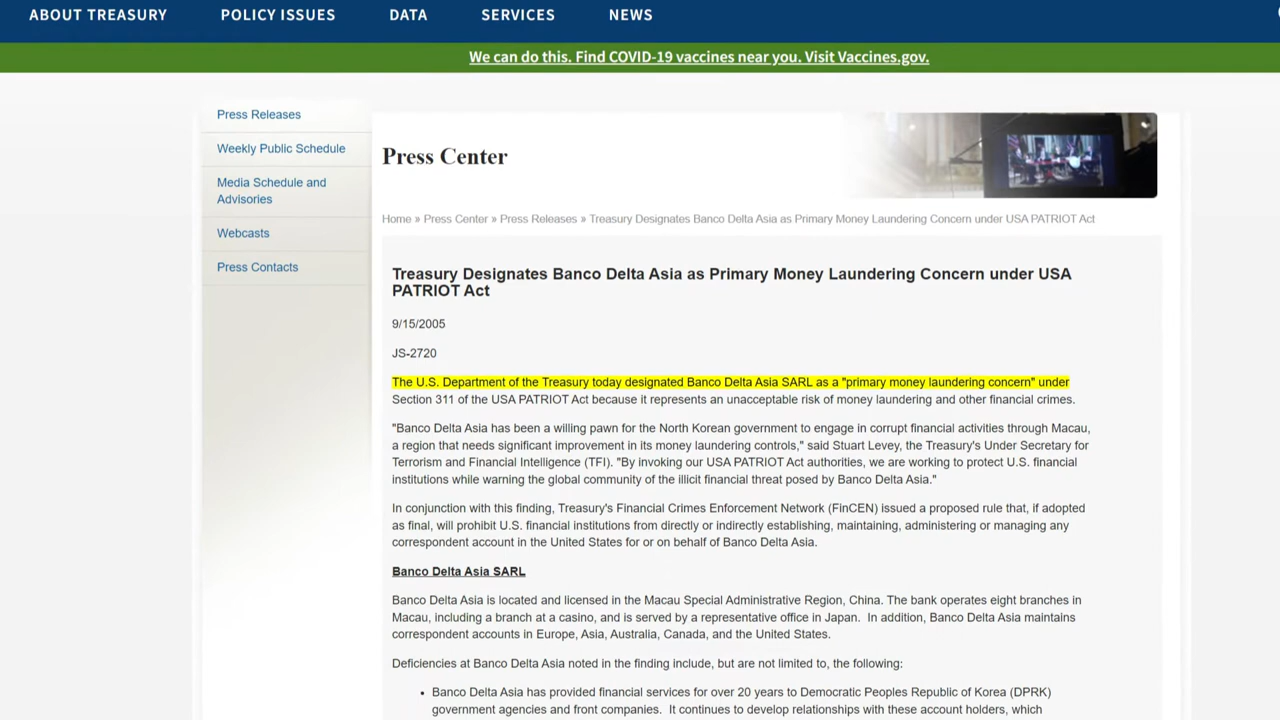 ABOUT TREASURY POLICY ISSUES DATA SERVICES NEWS
We can do this. Find COVID-19 vaccines near you. Visit Vaccines.gov.
Press Releases
Weekly Public Schedule
Media Schedule and
Advisories
Webcasts
Press Contacts
Press Center
Home » Press Center » Press Releases » Treasury Designates Banco Delta Asia as Primary Money Laundering Concern under USA PATRIOT Act
Treasury Designates Banco Delta Asia as Primary Money Laundering Concern under USA
PATRIOT Act
9/15/2005
JS-2720
The U.S. Department of the Treasury today designated Banco Delta Asia SARL as a "primary money laundering concern" under
Section 311 of the USA PATRIOT Act because it represents an unacceptable risk of money laundering and other financial crimes.
"Banco Delta Asia has been a willing pawn for the North Korean government to engage in corrupt financial activities through Macau,
a region that needs significant improvement in its money laundering controls," said Stuart Levey, the Treasury's Under Secretary for
Terrorism and Financial Intelligence (TFI). "By invoking our USA PATRIOT Act authorities, we are working to protect U.S. financial
institutions while warning the global community of the illicit financial threat posed by Banco Delta Asia."
In conjunction with this finding, Treasury's Financial Crimes Enforcement Network (FinCEN) issued a proposed rule that, if adopted
as final, will prohibit U.S. financial institutions from directly or indirectly establishing, maintaining, administering or managing any
correspondent account in the United States for or on behalf of Banco Delta Asia.
Banco Delta Asia SARL
Banco Delta Asia is located and licensed in the Macau Special Administrative Region, China. The bank operates eight branches in
Macau, including a branch at a casino, and is served by a representative office in Japan. In addition, Banco Delta Asia maintains
correspondent accounts in Europe, Asia, Australia, Canada, and the United States.
Deficiencies at Banco Delta Asia noted in the finding include, but are not limited to, the following:
• Banco Delta Asia has provided financial services for over 20 years to Democratic Peoples Republic of Korea (DPRK)
government agencies and front companies. It continues to develop relationships with these account holders, which